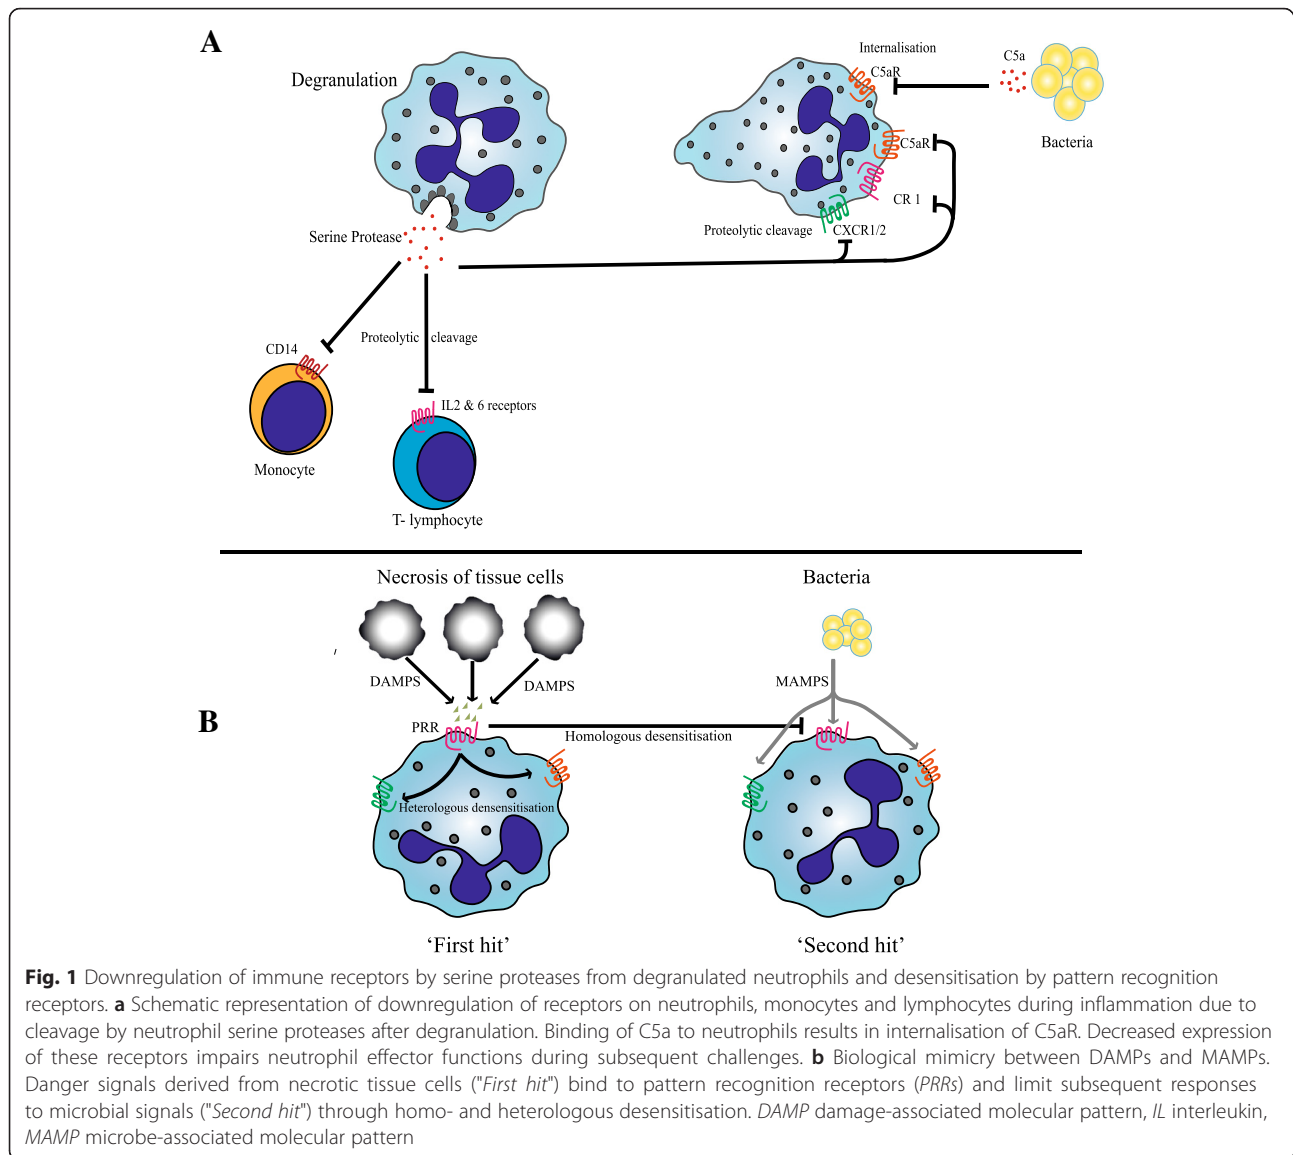 A
Degranulation
Serine Protease
Proteolytic cleavage
CD14
Monocyte
IL2 & 6 receptors
T- lymphocyte
Internalisation
C5aR
C5a
Bacteria
C5aR
CR 1
Proteolytic cleavage
CXCR1/2
B
Necrosis of tissue cells
DAMPS
DAMPS
PRR
Heterologous densensitisation
Homologous desensitisation
'First hit'
Bacteria
MAMPS
'Second hit'
Fig. 1 Downregulation of immune receptors by serine proteases from degranulated neutrophils and desensitisation by pattern recognition
receptors. a Schematic representation of downregulation of receptors on neutrophils, monocytes and lymphocytes during inflammation due to
cleavage by neutrophil serine proteases after degranulation. Binding of C5a to neutrophils results in internalisation of C5aR. Decreased expression
of these receptors impairs neutrophil effector functions during subsequent challenges. b Biological mimicry between DAMPs and MAMPs.
Danger signals derived from necrotic tissue cells ("First hit") bind to pattern recognition receptors (PRRs) and limit subsequent responses
to microbial signals ("Second hit") through homo- and heterologous desensitisation. DAMP damage-associated molecular pattern, IL interleukin,
MAMP microbe-associated molecular pattern